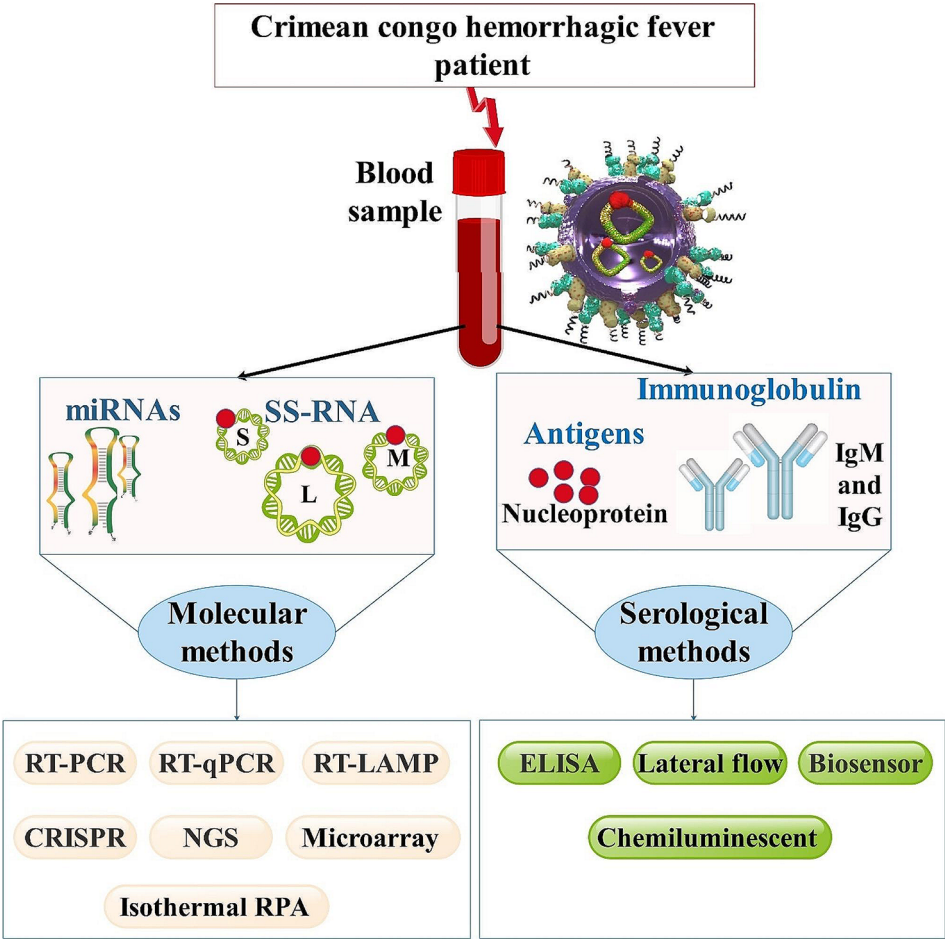 Crimean congo hemorrhagic fever
patient
Blood
sample
miRNAs
SS-RNA
S
L
M
Immunoglobulin
Antigens
Nucleoprotein
IgM
and
IgG
Molecular
methods
Serological
methods
RT-PCR
RT-qPCR
RT-LAMP
CRISPR
NGS
Microarray
Isothermal RPA
ELISA
Lateral flow
Biosensor
Chemiluminescent